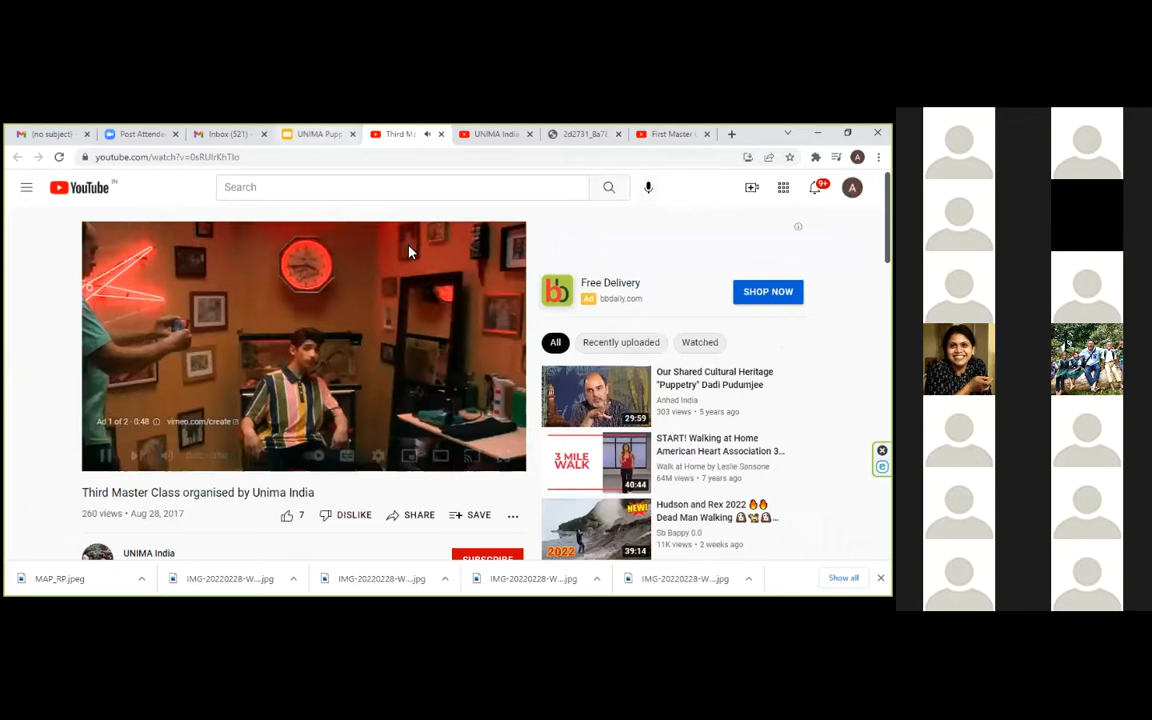 (no subject)
Post Attende
Inbox (521)
UNIMA Pupp
Third Ma
UNIMA India
2d2731_8a78
First Master
youtube.com/watch?v=0sRUIrKhTIo
YouTube IN
Search
9+
A
Free Delivery
Ad bbdaily.com
SHOP NOW
All
Recently uploaded
Watched
Our Shared Cultural Heritage
"Puppetry" Dadi Pudumjee
Anhad India
303 views • 5 years ago
29:59
START! Walking at Home
American Heart Association 3...
Walk at Home by Leslie Sansone
64M views • 7 years ago
3 MILE
WALK
40:44
Hudson and Rex 2022 🔥🔥
Dead Man Walking
Sb Bappy 0.0
11K views • 2 weeks ago
NEW!
2022
39:14
Ad 1 of 2 · 0:48
vimeo.com/create
Third Master Class organised by Unima India
260 views • Aug 28, 2017
7
DISLIKE
SHARE
SAVE
UNIMA India
SUBSCRIBE
MAP_RP.jpeg
IMG-20220228-W....jpg
IMG-20220228-W....jpg
IMG-20220228-W....jpg
IMG-20220228-W....jpg
Show all